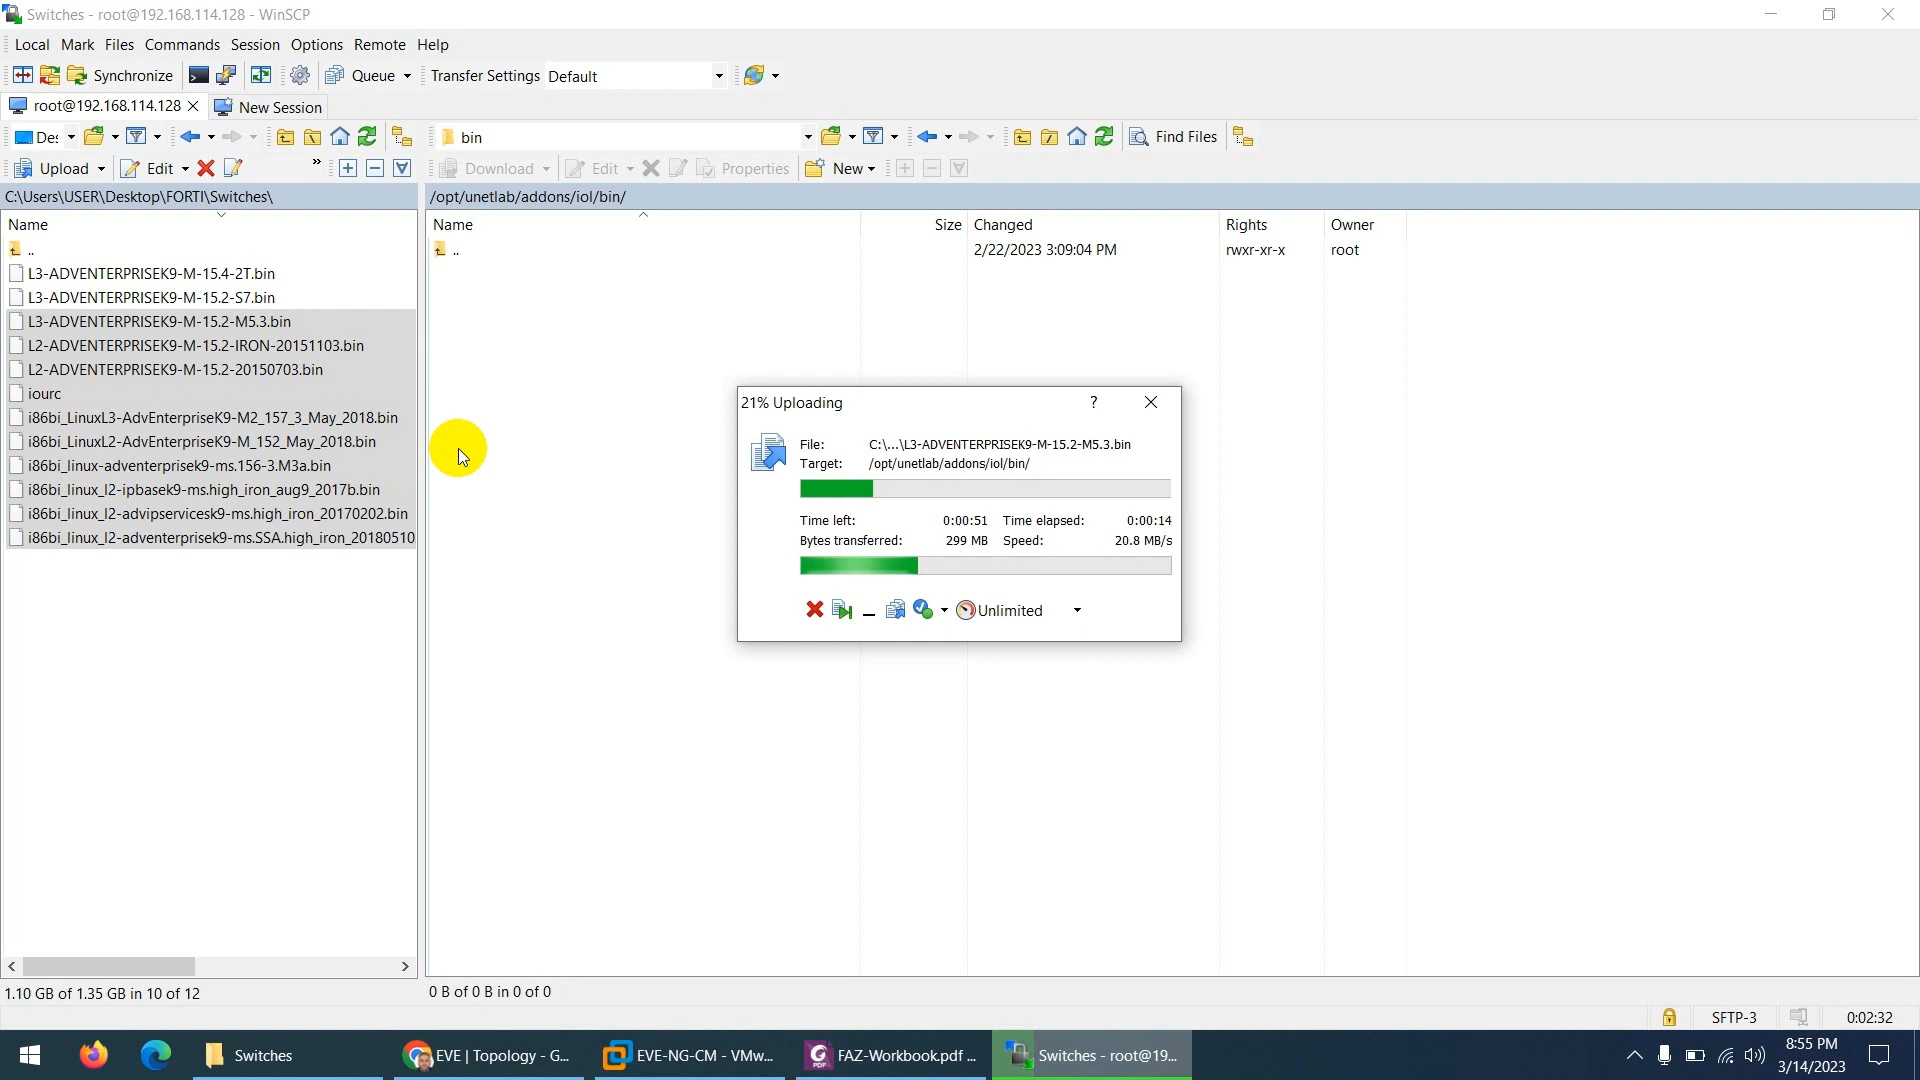 Switches - root@192.168.114.128 - WinSCP
Local Mark Files Commands Session Options Remote Help
Synchronize Queue Transfer Settings Default
root@192.168.114.128 New Session
Des bin Find Files
Upload Edit » Download Edit Properties New
C:\Users\USER\Desktop\FORTI\Switches\ /opt/unetlab/addons/iol/bin/
Name Name Size Changed Rights Owner
.. .. 2/22/2023 3:09:04 PM rwxr-xr-x root
L3-ADVENTERPRISEK9-M-15.4-2T.bin
L3-ADVENTERPRISEK9-M-15.2-S7.bin
L3-ADVENTERPRISEK9-M-15.2-M5.3.bin
L2-ADVENTERPRISEK9-M-15.2-IRON-20151103.bin
L2-ADVENTERPRISEK9-M-15.2-20150703.bin
iourc
i86bi_LinuxL3-AdvEnterpriseK9-M2_157_3_May_2018.bin
i86bi_LinuxL2-AdvEnterpriseK9-M_152_May_2018.bin
i86bi_linux-adventerprisek9-ms.156-3.M3a.bin
i86bi_linux_l2-ipbasek9-ms.high_iron_aug9_2017b.bin
i86bi_linux_l2-advipservicesk9-ms.high_iron_20170202.bin
i86bi_linux_l2-adventerprisek9-ms.SSA.high_iron_20180510
21% Uploading ?
File: C:\...\L3-ADVENTERPRISEK9-M-15.2-M5.3.bin
Target: /opt/unetlab/addons/iol/bin/
Time left: 0:00:51 Time elapsed: 0:00:14
Bytes transferred: 299 MB Speed: 20.8 MB/s
Unlimited
1.10 GB of 1.35 GB in 10 of 12 0 B of 0 B in 0 of 0
SFTP-3 0:02:32
Switches EVE | Topology - G... EVE-NG-CM - VMw... FAZ-Workbook.pdf ... Switches - root@19... 8:55 PM
3/14/2023